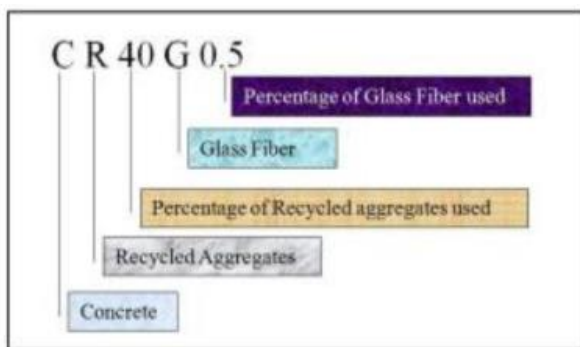 C R 40 G 0.5
Percentage of Glass Fiber used
Glass Fiber
Percentage of Recycled aggregates used
Recycled Aggregates
Concrete